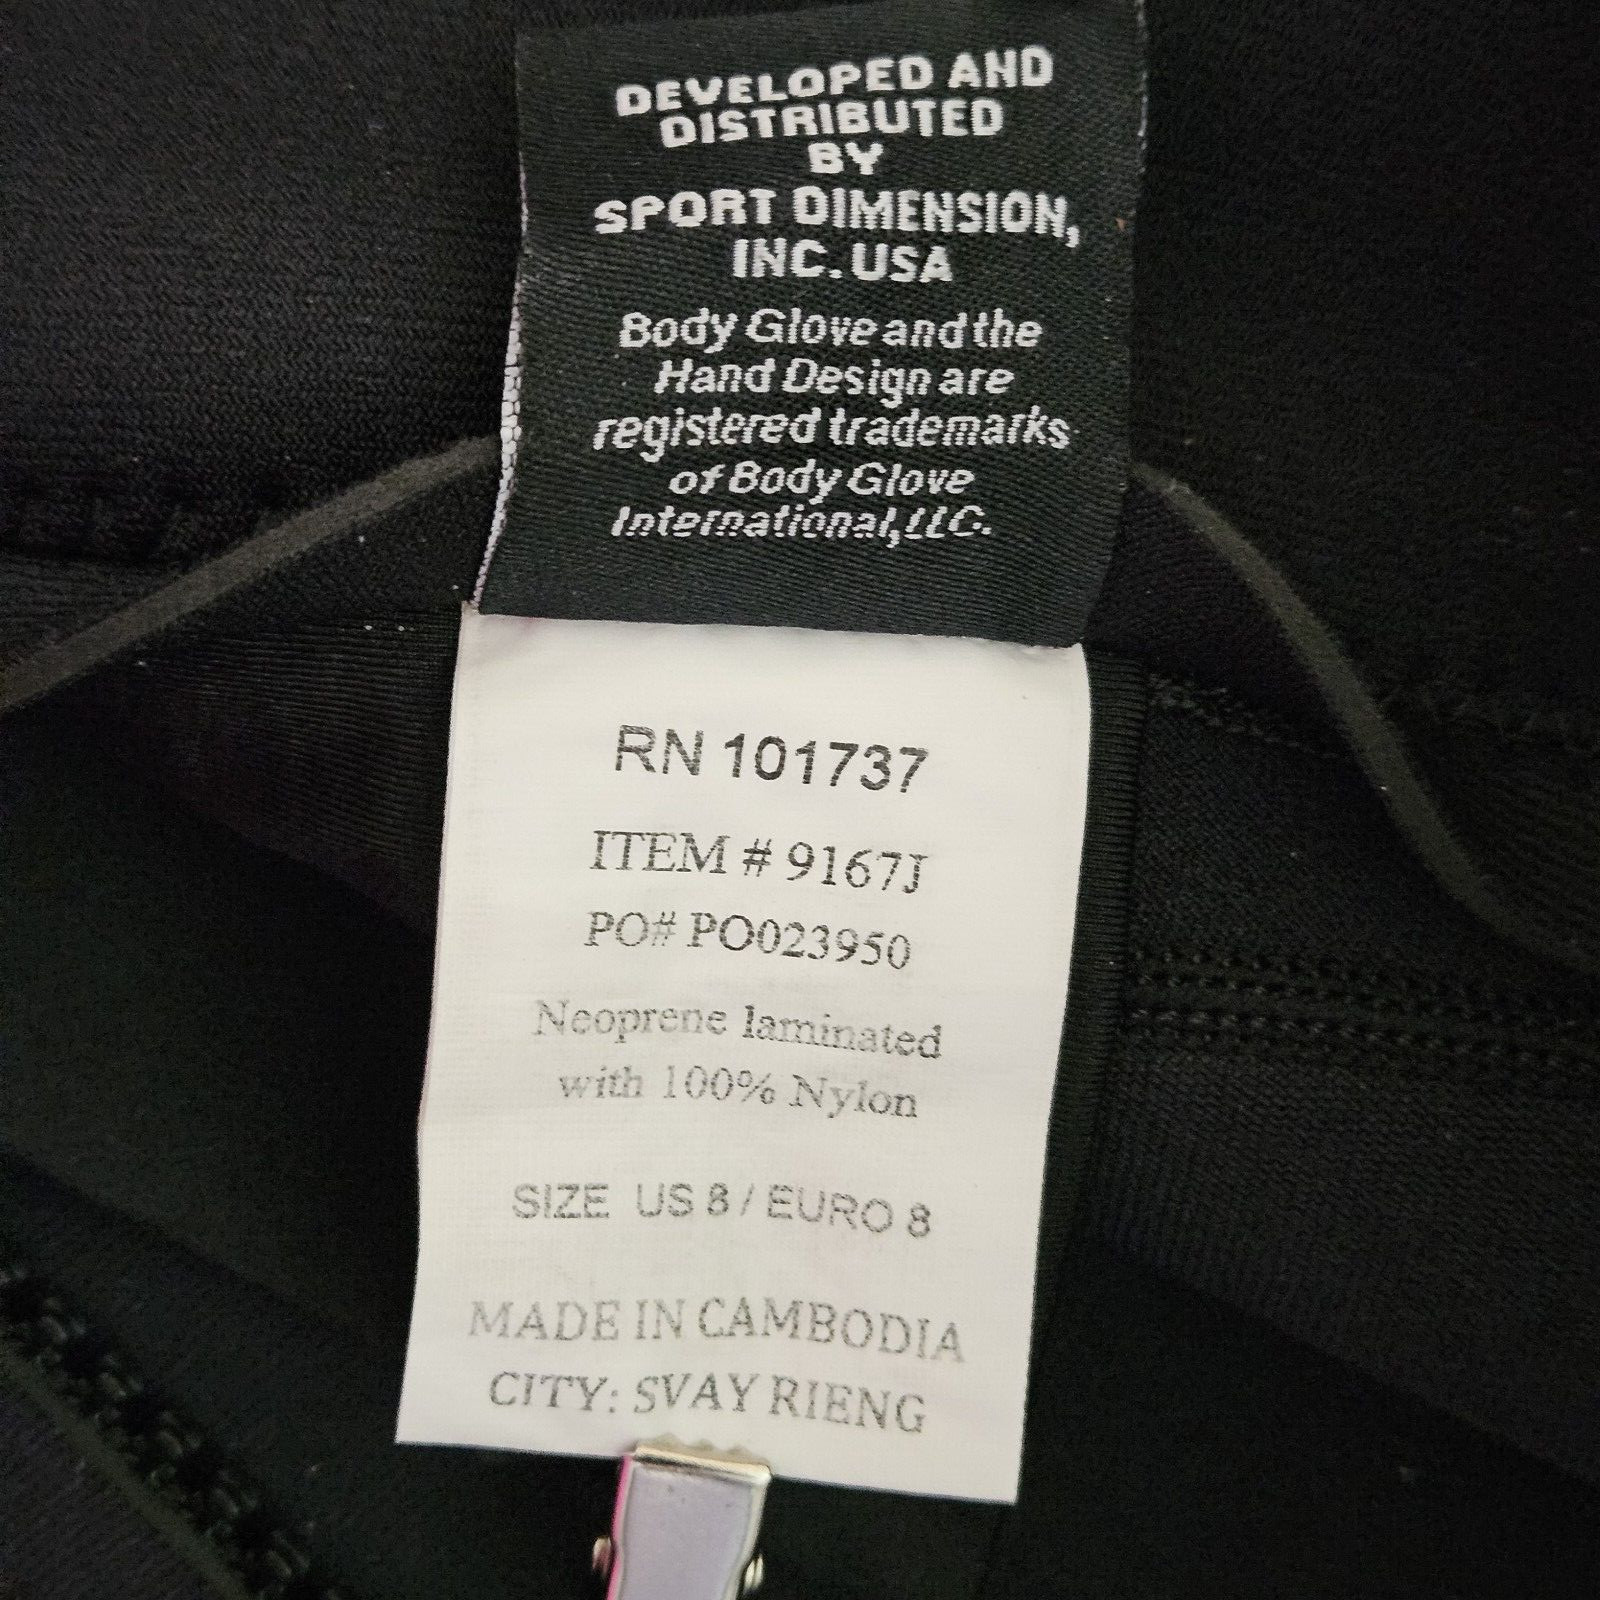 DEVELOPED AND
DISTRIBUTED
BY
SPORT DIMENSION,
INC. USA
Body Glove and the
Hand Design are
registered trademarks
of Body Glove
International, LLC.
RN 101737
ITEM # 9167J
PO# PO023950
Neoprene laminated
with 100% Nylon
SIZE US 8 / EURO 8
MADE IN CAMBODIA
CITY: SVAY RIENG